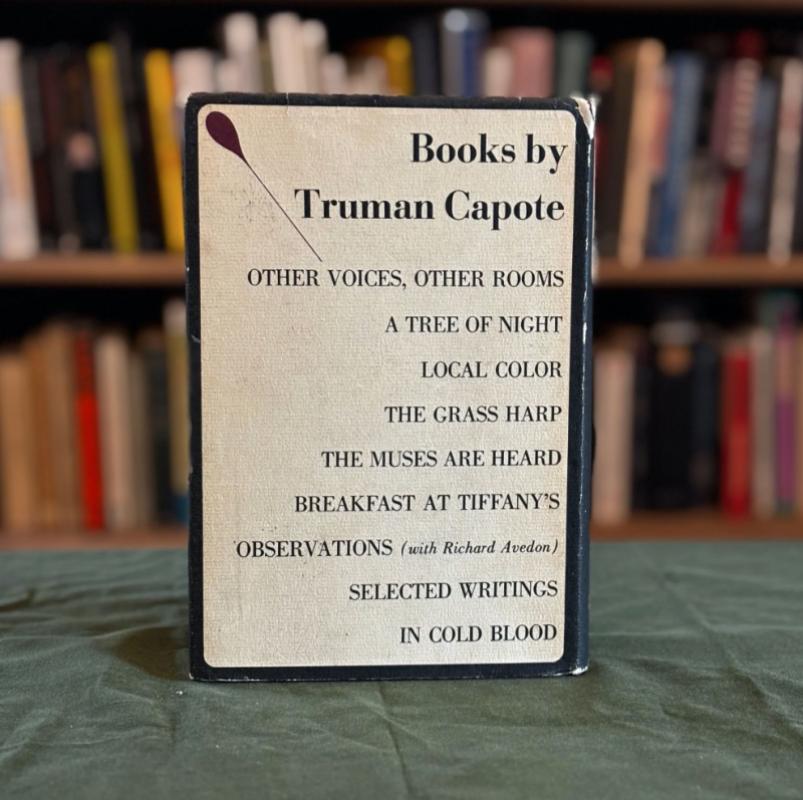 Books by
Truman Capote
OTHER VOICES, OTHER ROOMS
A TREE OF NIGHT
LOCAL COLOR
THE GRASS HARP
THE MUSES ARE HEARD
BREAKFAST AT TIFFANY'S
OBSERVATIONS (with Richard Avedon)
SELECTED WRITINGS
IN COLD BLOOD